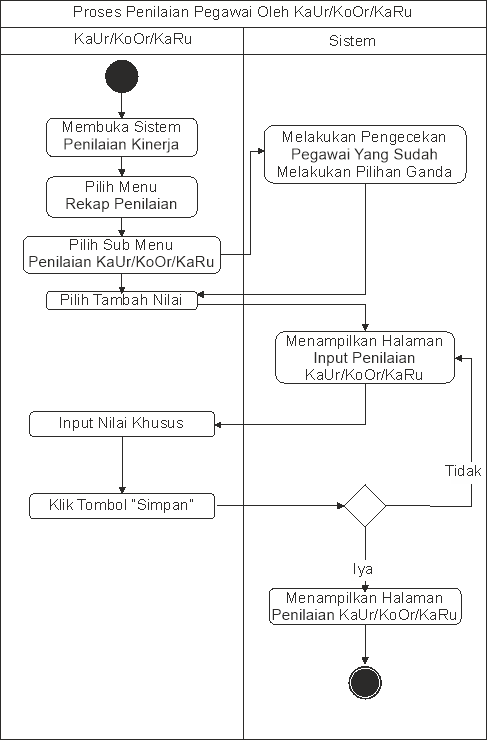 Proses Penilaian Pegawai Oleh KaUr/KoOr/KaRu
KaUr/KoOr/KaRu
Sistem
Membuka Sistem
Penilaian Kinerja
Melakukan Pengecekan
Pegawai Yang Sudah
Melakukan Pilihan Ganda
Pilih Menu
Rekap Penilaian
Pilih Sub Menu
Penilaian KaUr/KoOr/KaRu
Pilih Tambah Nilai
Menampilkan Halaman
Input Penilaian
KaUr/KoOr/KaRu
Input Nilai Khusus
Tidak
Klik Tombol "Simpan"
Iya
Menampilkan Halaman
Penilaian KaUr/KoOr/KaRu